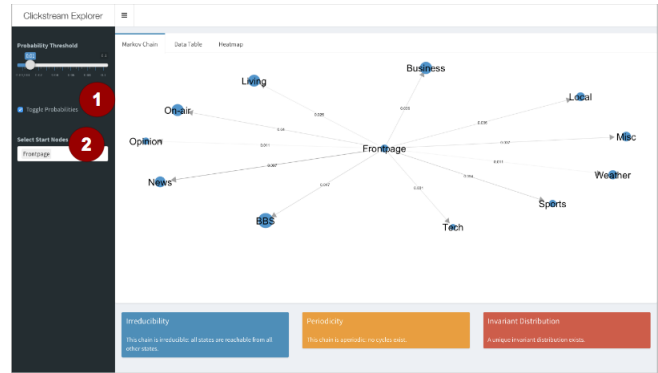 Clickstream Explorer
Probability Threshold
1
Toggle Probabilities
2
Select Start Nodes
frontpage
Markov Chain
Data Table
Heatmap
Business
Living
Local
On-air
Misc
Opinion
Frontpage
Weather
News
Sports
BBS
Tech
Irreducibility
This chain is irreducible: all states are reachable from all
other states.
Periodicity
This chain is aperiodic: no cycles exist.
Invariant Distribution
A unique invariant distribution exists.